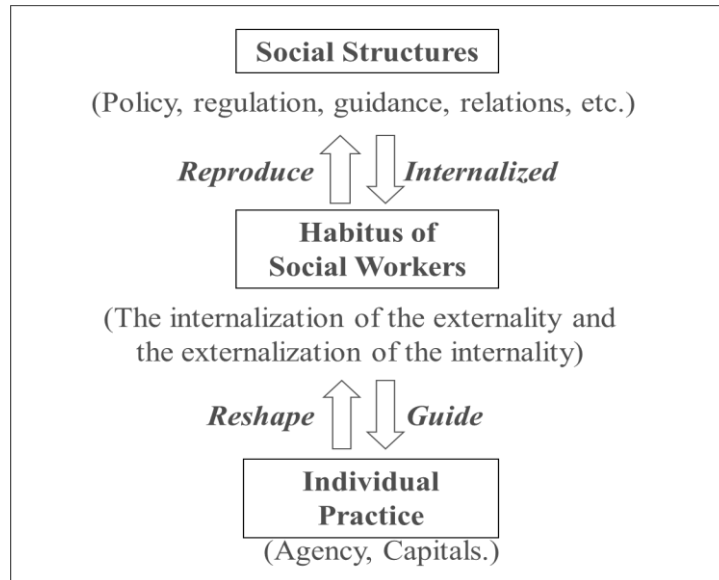 Social Structures
(Policy, regulation, guidance, relations, etc.)
Reproduce Internalized
Habitus of
Social Workers
(The internalization of the externality and
the externalization of the internality)
Reshape Guide
Individual
Practice
(Agency, Capitals.)